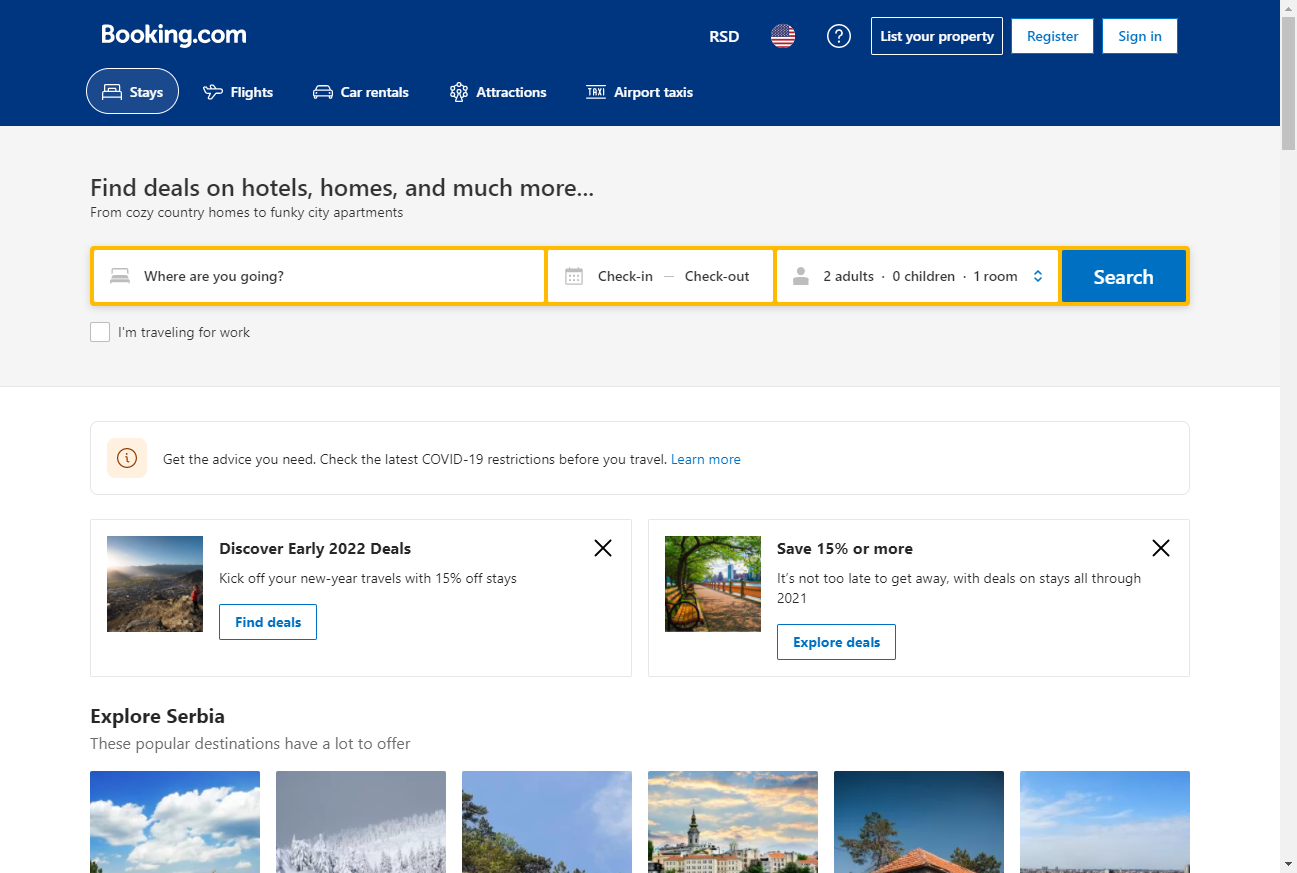 Booking.com
RSD
List your property
Register
Sign in
Stays
Flights
Car rentals
Attractions
TAXI
Airport taxis
Find deals on hotels, homes, and much more...
From cozy country homes to funky city apartments
Where are you going?
Check-in — Check-out
2 adults · 0 children · 1 room
Search
I'm traveling for work
Get the advice you need. Check the latest COVID-19 restrictions before you travel. Learn more
Discover Early 2022 Deals
Kick off your new-year travels with 15% off stays
Find deals
Save 15% or more
It’s not too late to get away, with deals on stays all through
2021
Explore deals
Explore Serbia
These popular destinations have a lot to offer